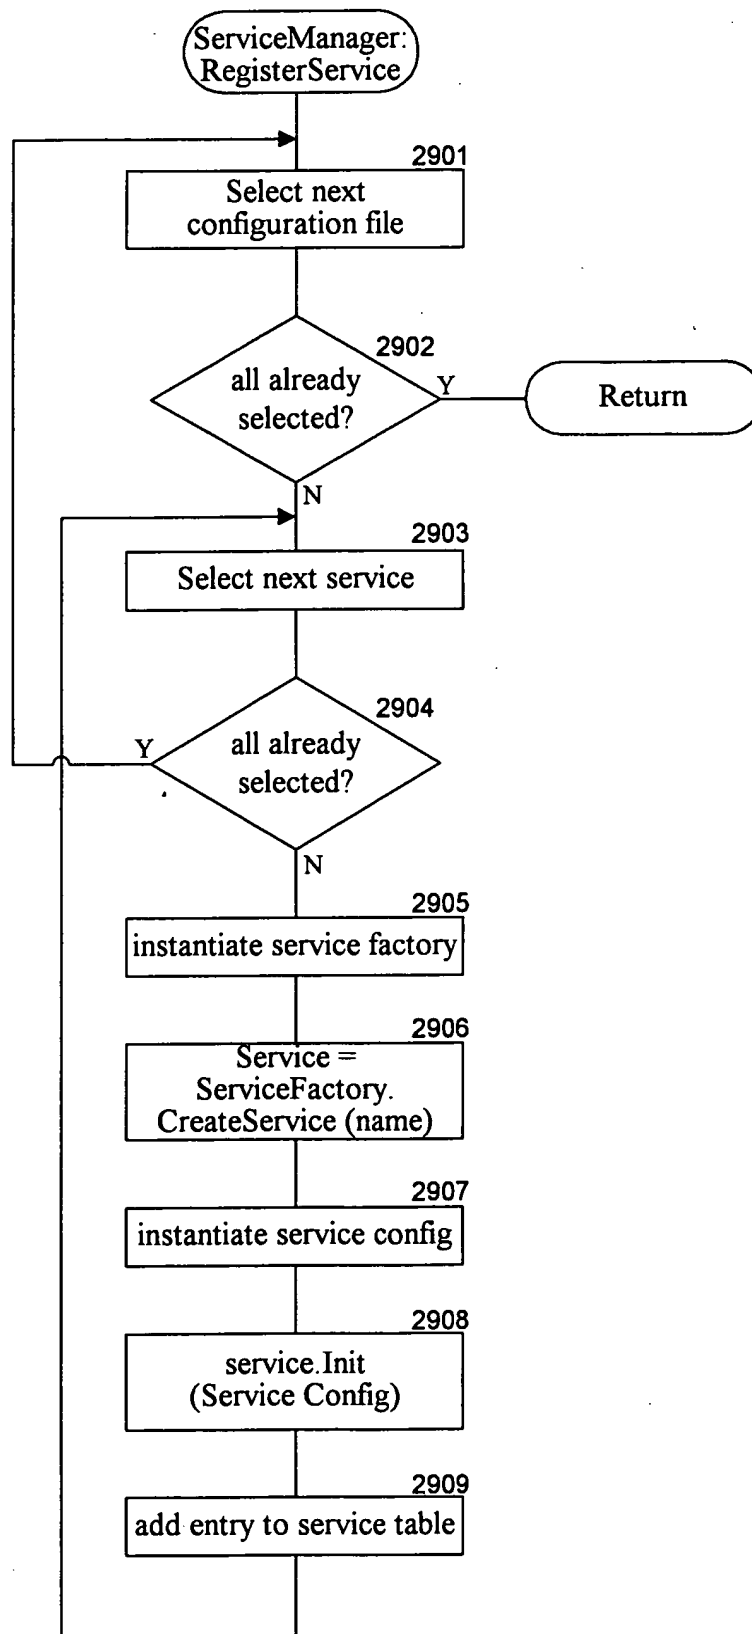 ServiceManager:
RegisterService
2901
Select next
configuration file
2902
all already
selected?
Y
Return
N
2903
Select next service
2904
Y
all already
selected?
N
2905
instantiate service factory
2906
Service =
ServiceFactory.
CreateService (name)
2907
instantiate service config
2908
service.Init
(Service Config)
2909
add entry to service table